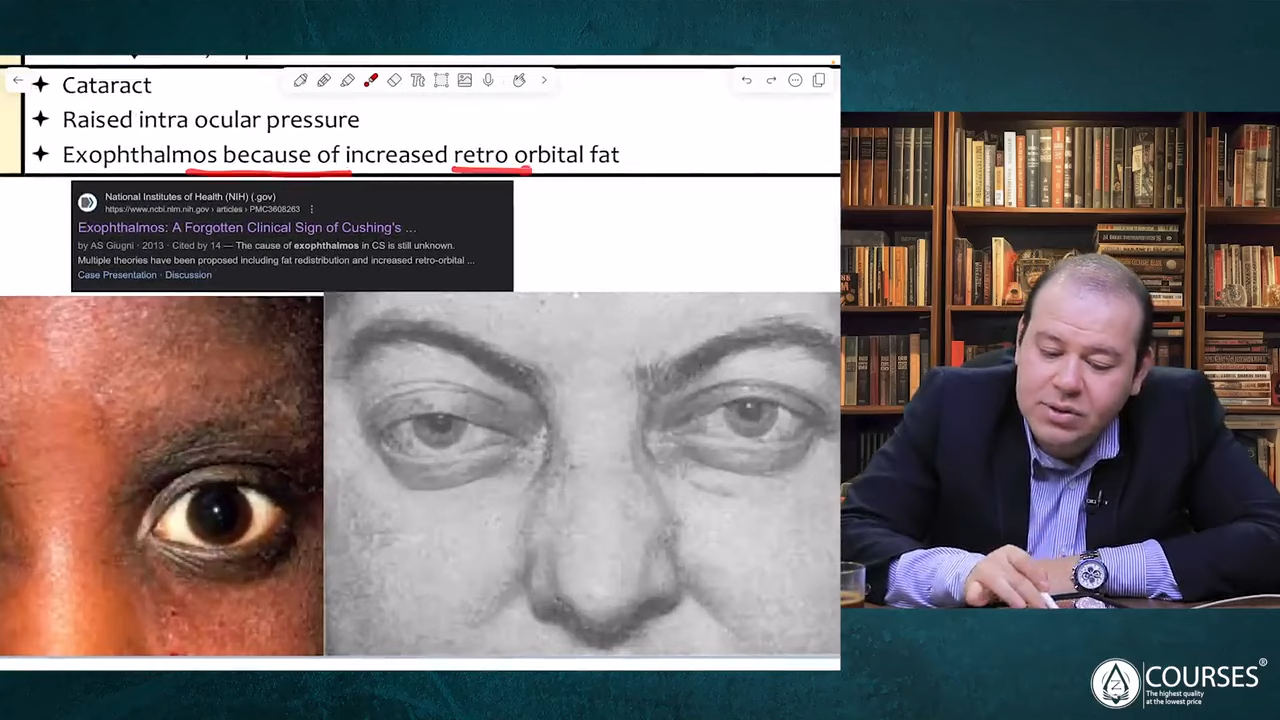 Cataract
Raised intra ocular pressure
Exophthalmos because of increased retro orbital fat
National Institutes of Health (NIH) (.gov)
https://www.ncbi.nlm.nih.gov › articles › PMC3608263
Exophthalmos: A Forgotten Clinical Sign of Cushing's ...
by AS Giugni · 2013 · Cited by 14 — The cause of exophthalmos in CS is still unknown.
Multiple theories have been proposed including fat redistribution and increased retro-orbital ...
Case Presentation · Discussion
COURSES®
The highest quality
at the lowest price